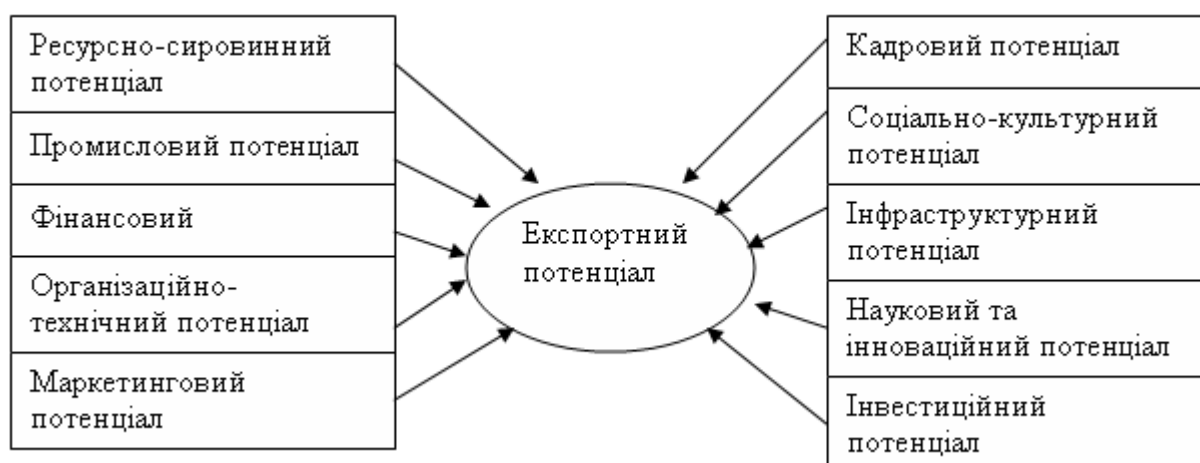 Ресурсно-сировинний
потенціал
Промисловий потенціал
Фінансовий
Організаційно-
технічний потенціал
Маркетинговий
потенціал
Експортний
потенціал
Кадровий потенціал
Соціально-культурний
потенціал
Інфраструктурний
потенціал
Науковий та
інноваційний потенціал
Інвестиційний
потенціал